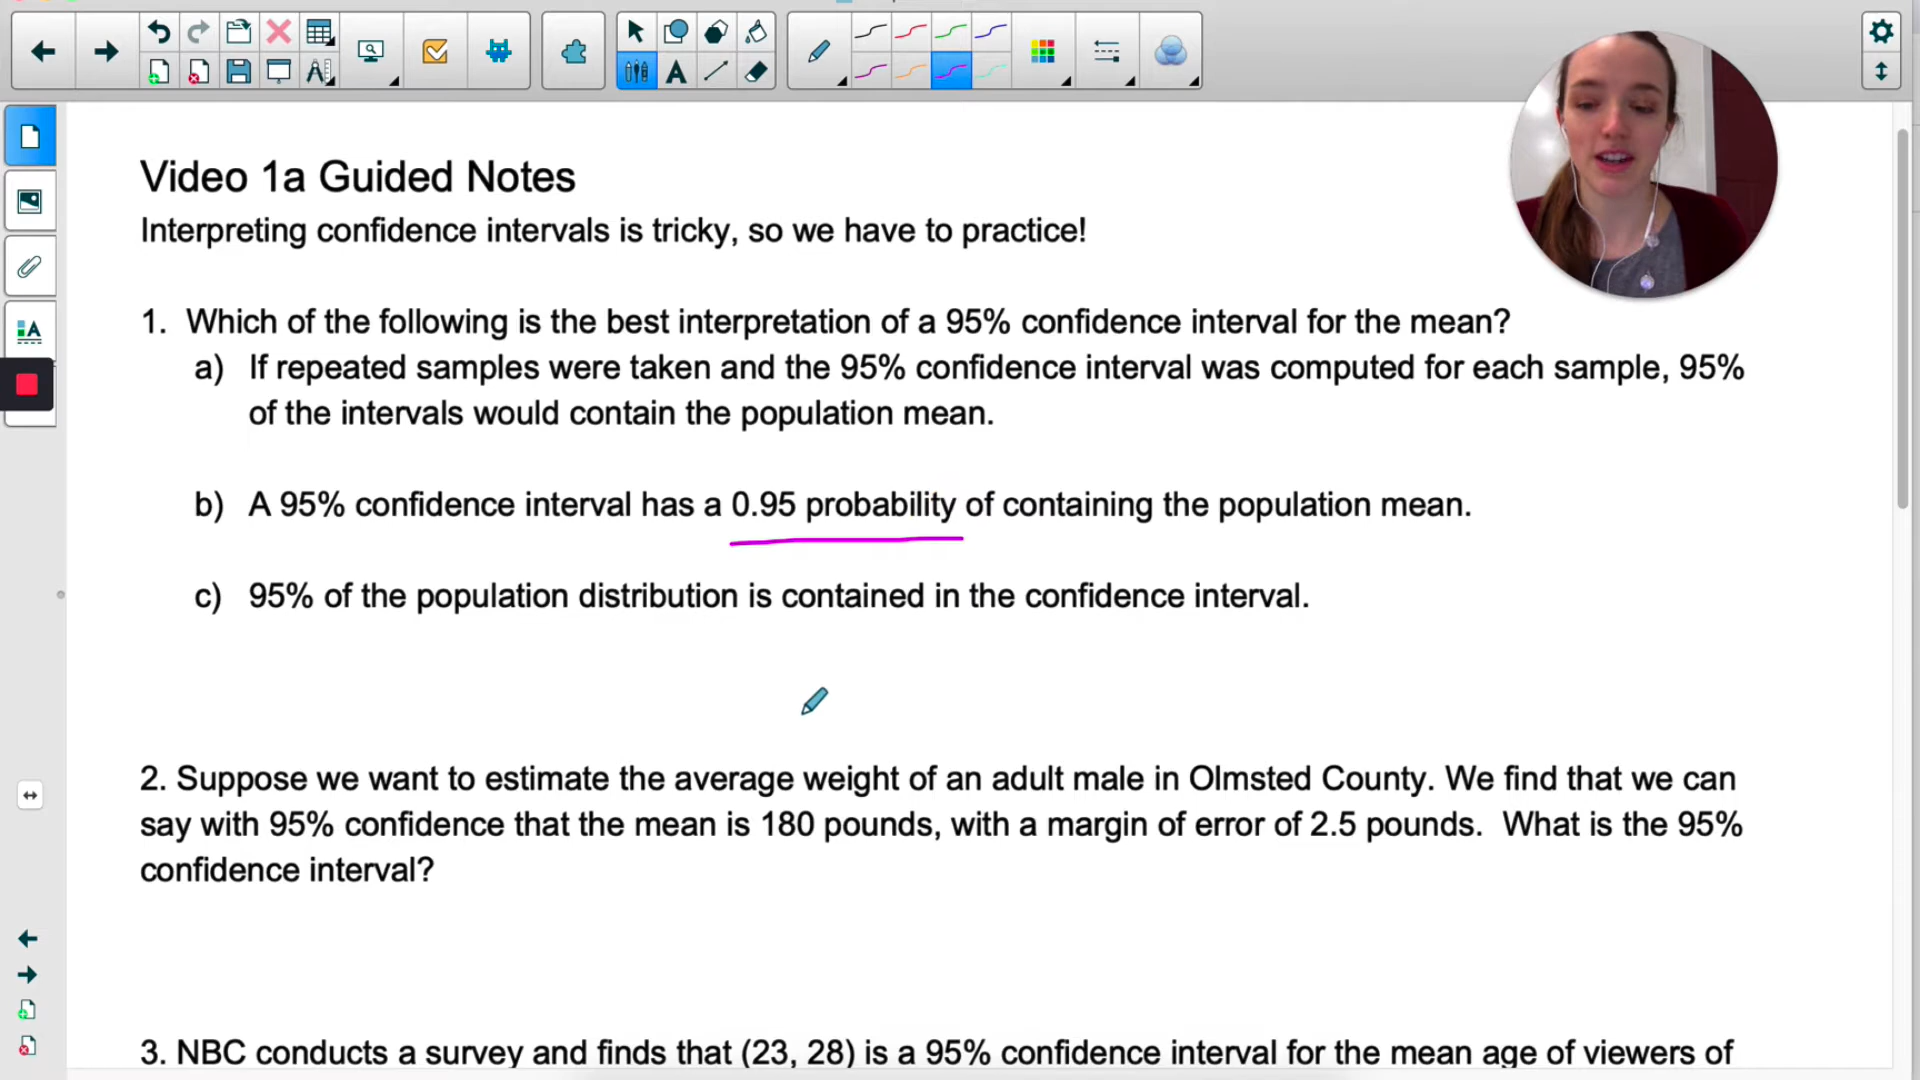 Video 1a Guided Notes
Interpreting confidence intervals is tricky, so we have to practice!
1. Which of the following is the best interpretation of a 95% confidence interval for the mean?
a) If repeated samples were taken and the 95% confidence interval was computed for each sample, 95%
of the intervals would contain the population mean.
b) A 95% confidence interval has a 0.95 probability of containing the population mean.
c) 95% of the population distribution is contained in the confidence interval.
2. Suppose we want to estimate the average weight of an adult male in Olmsted County. We find that we can
say with 95% confidence that the mean is 180 pounds, with a margin of error of 2.5 pounds. What is the 95%
confidence interval?
3. NBC conducts a survey and finds that (23, 28) is a 95% confidence interval for the mean age of viewers of